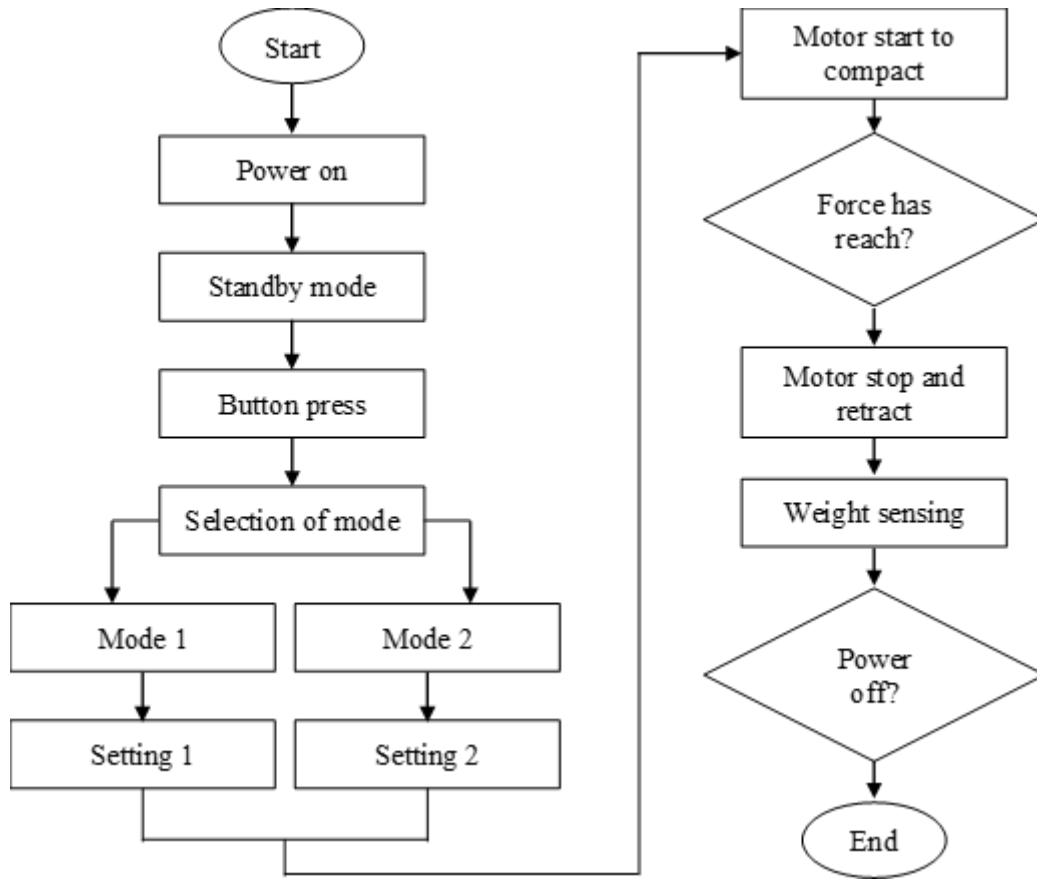 Start
Power on
Standby mode
Button press
Selection of mode
Mode 1
Mode 2
Setting 1
Setting 2
Motor start to
compact
Force has
reach?
Motor stop and
retract
Weight sensing
Power
off?
End